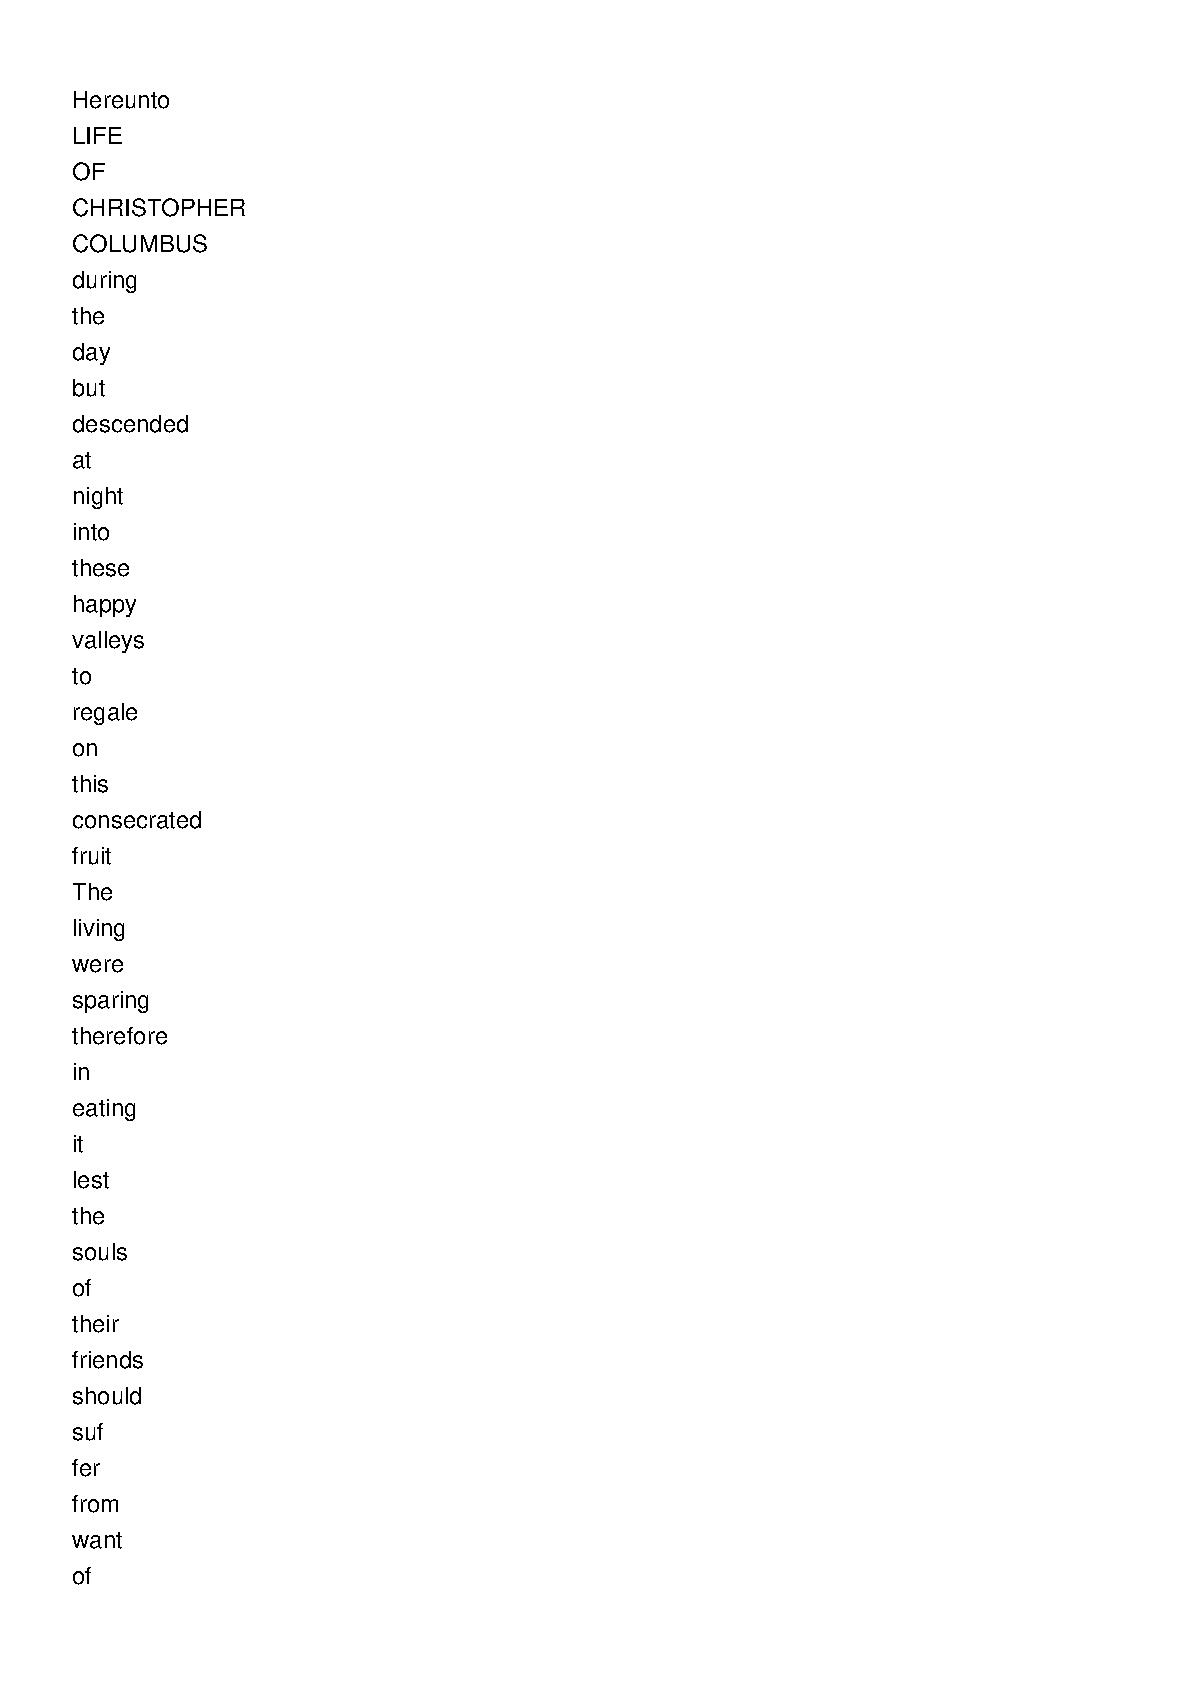 Hereunto
LIFE
OF
CHRISTOPHER
COLUMBUS
during
the
day
but
descended
at
night
into
these
happy
valleys
to
regale
on
this
consecrated
fruit
The
living
were
sparing
therefore
in
eating
it
lest
the
souls
of
their
friends
should
suf
fer
from
want
of